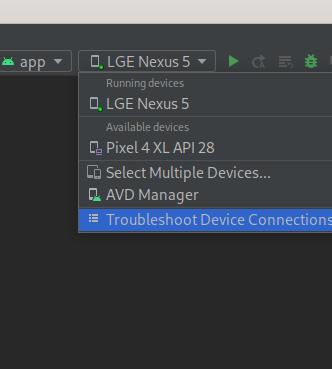 app
LGE Nexus 5
Running devices
LGE Nexus 5
Available devices
Pixel 4 XL API 28
Select Multiple Devices...
AVD Manager
Troubleshoot Device Connections